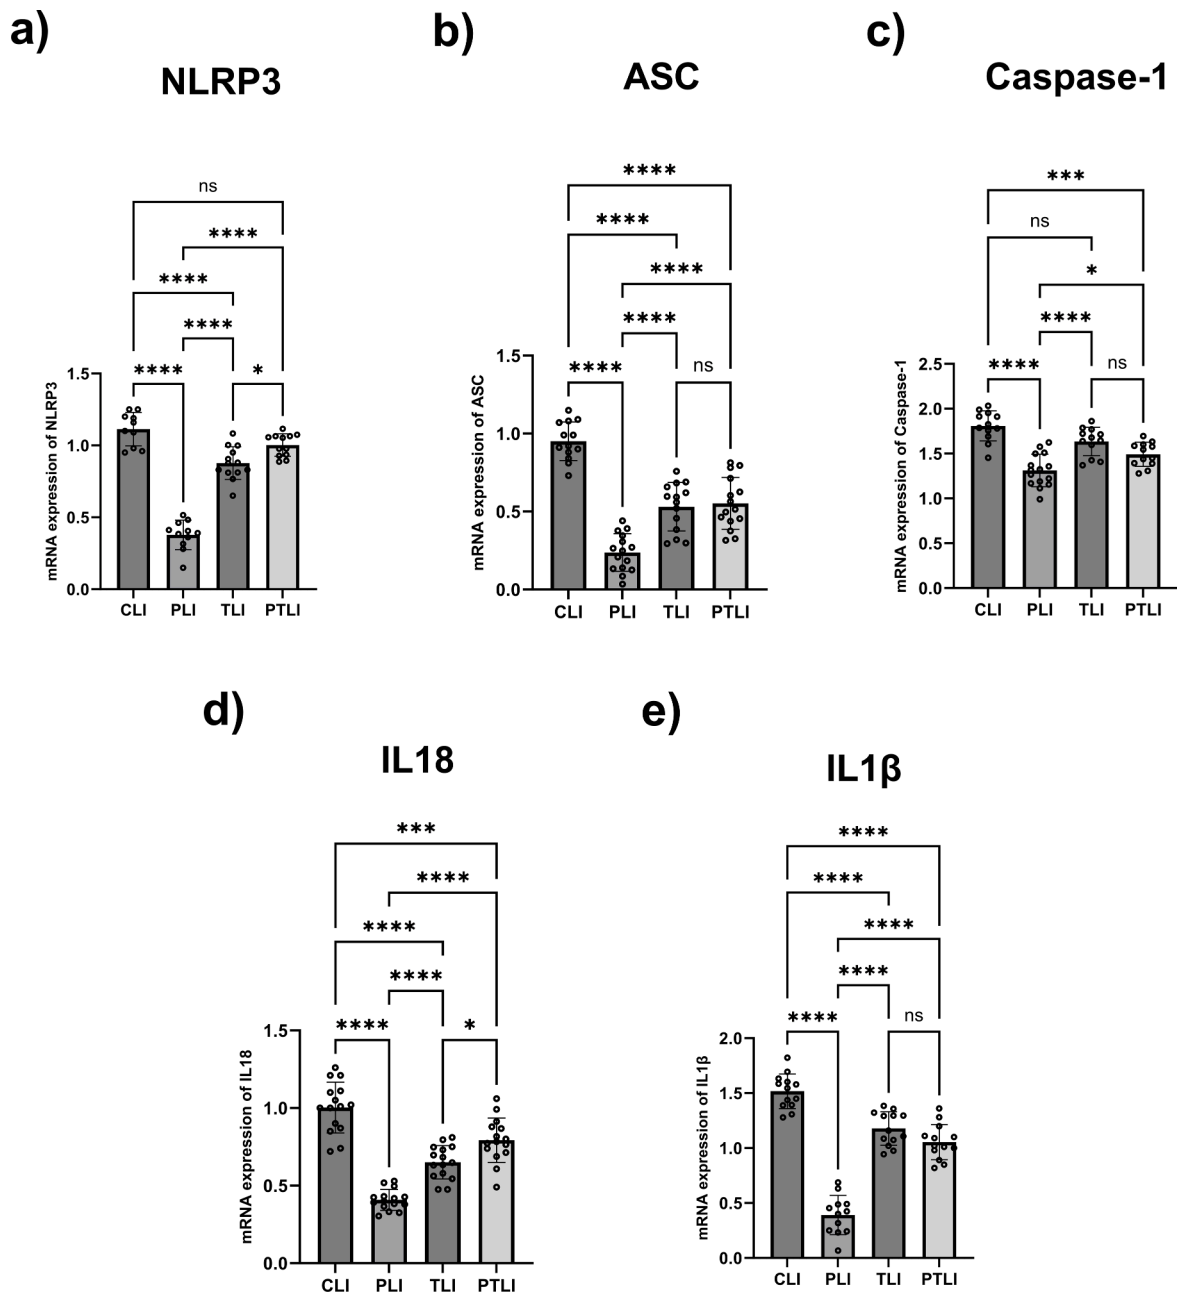 a)
NLRP3
ns
****
****
****
****
*
mRNA expression of NLRP3
1.5
1.0
0.5
0.0
CLI PLI TLI PTLI
b)
ASC
****
****
****
****
****
ns
mRNA expression of ASC
1.5
1.0
0.5
0.0
CLI PLI TLI PTLI
c)
Caspase-1
***
ns
*
****
****
ns
mRNA expression of Caspase-1
2.5
2.0
1.5
1.0
0.5
0.0
CLI PLI TLI PTLI
d)
IL18
***
****
****
****
****
*
mRNA expression of IL18
1.5
1.0
0.5
0.0
CLI PLI TLI PTLI
e)
IL1β
****
****
****
****
****
ns
mRNA expression of IL1β
2.0
1.5
1.0
0.5
0.0
CLI PLI TLI PTLI